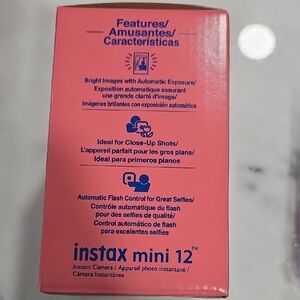 Features/
Amusantes/
Características
Bright Images with Automatic Exposure/
Exposition automatique assurant
une grande clarté d'image/
Imágenes brillantes con exposición automática
Ideal for Close-Up Shots/
L'appareil parfait pour les gros plans/
Ideal para primeros planos
Automatic Flash Control for Great Selfies/
Contrôle automatique du flash
pour des selfies de qualité/
Control automático de flash
para excelentes selfies
instax mini 12™
Instant Camera / Appareil photo instantané /
Cámara instantánea